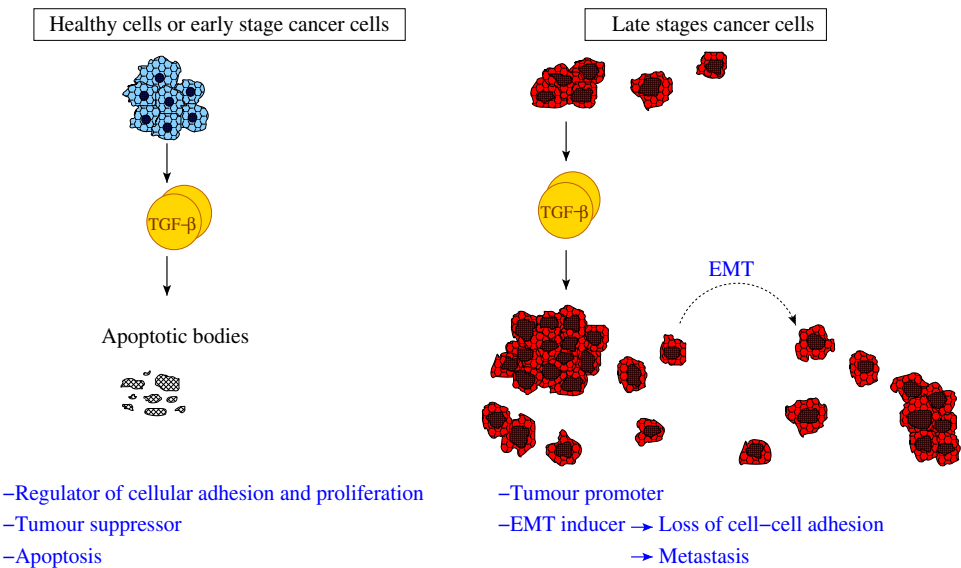 Healthy cells or early stage cancer cells
TGF-β
Apoptotic bodies
-Regulator of cellular adhesion and proliferation
-Tumour suppressor
-Apoptosis
Late stages cancer cells
TGF-β
EMT
-Tumour promoter
-EMT inducer → Loss of cell-cell adhesion
→ Metastasis